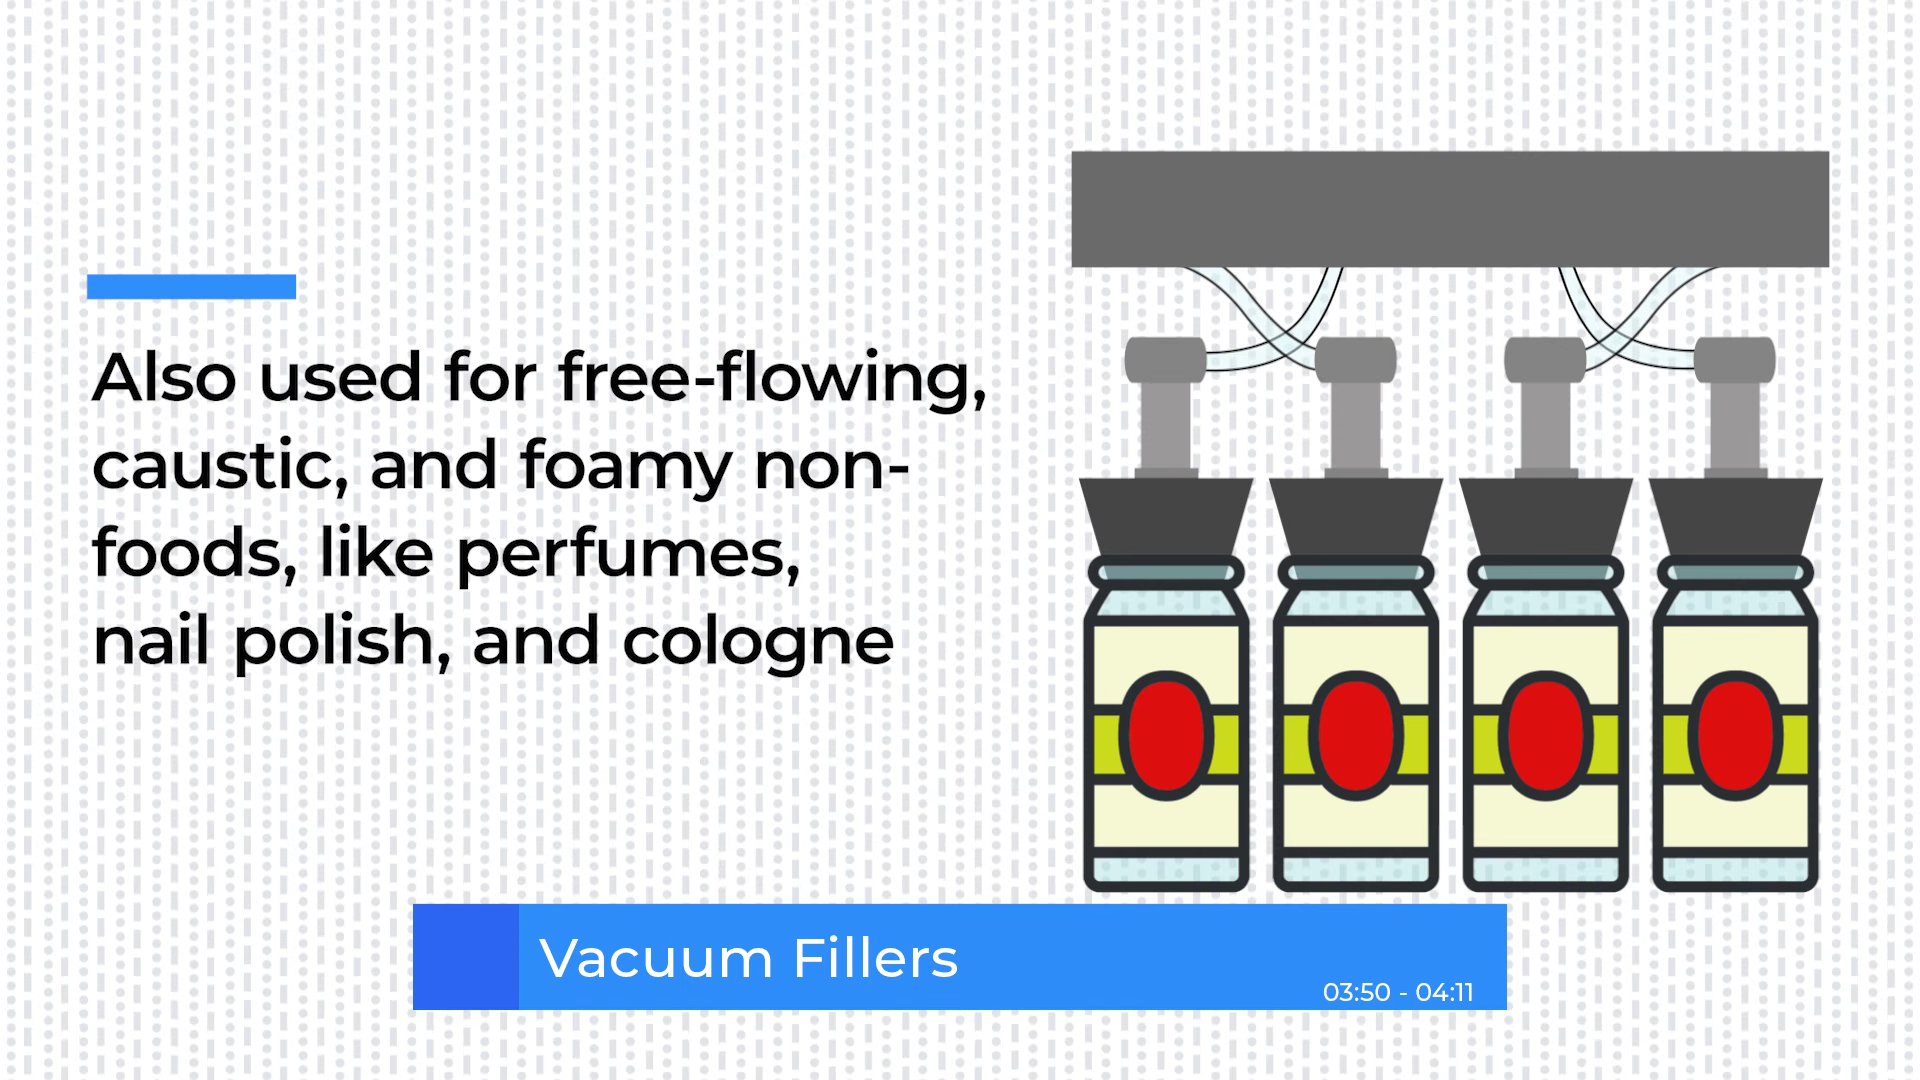 Also used for free-flowing,
caustic, and foamy non-
foods, like perfumes,
nail polish, and cologne
Vacuum Fillers
03:50 - 04:11